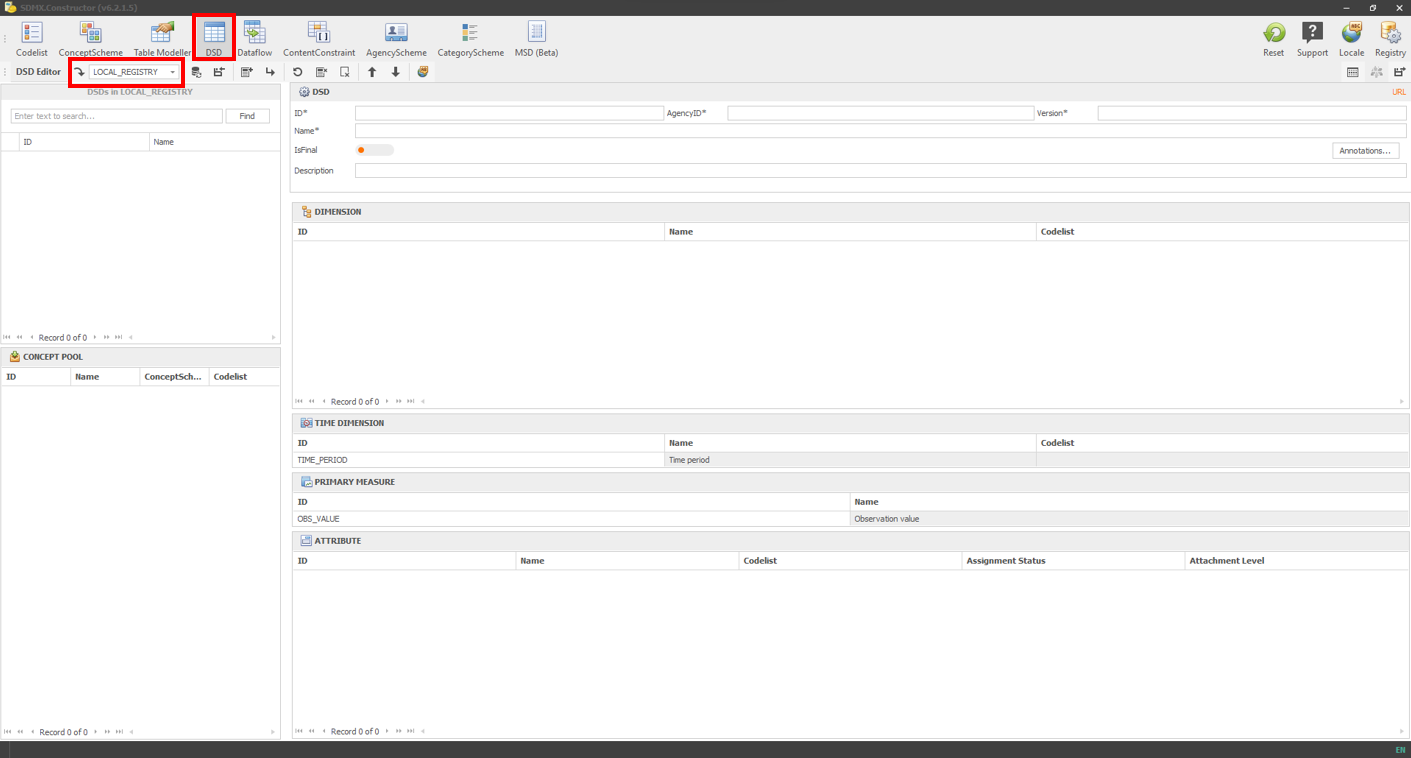 SDMX.Constructor (v6.2.1.5)
Codelist ConceptScheme Table Modeller DSD Dataflow ContentConstraint AgencyScheme CategoryScheme MSD (Beta) Reset Support Locale Registry
DSD Editor LOCAL_REGISTRY
DSDs in LOCAL_REGISTRY
Enter text to search... Find
ID Name
Record 0 of 0
CONCEPT POOL
ID Name ConceptSch... Codelist
Record 0 of 0
DSD URL
ID* AgencyID* Version*
Name*
IsFinal Annotations...
Description
DIMENSION
ID Name Codelist
Record 0 of 0
TIME DIMENSION
ID Name Codelist
TIME_PERIOD Time period
PRIMARY MEASURE
ID Name
OBS_VALUE Observation value
ATTRIBUTE
ID Name Codelist Assignment Status Attachment Level
Record 0 of 0
EN